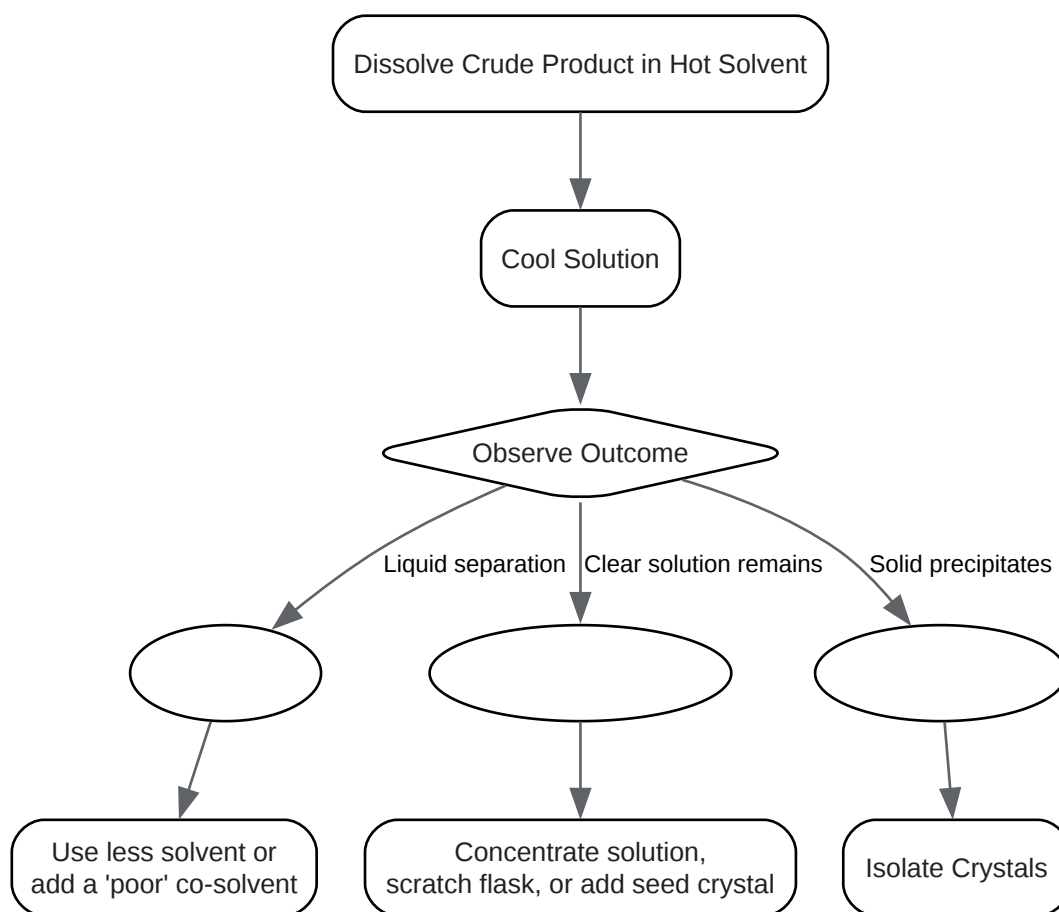 Dissolve Crude Product in Hot Solvent
Cool Solution
Observe Outcome
Liquid separation
Clear solution remains
Solid precipitates
Use less solvent or
add a 'poor' co-solvent
Concentrate solution,
scratch flask, or add seed crystal
Isolate Crystals